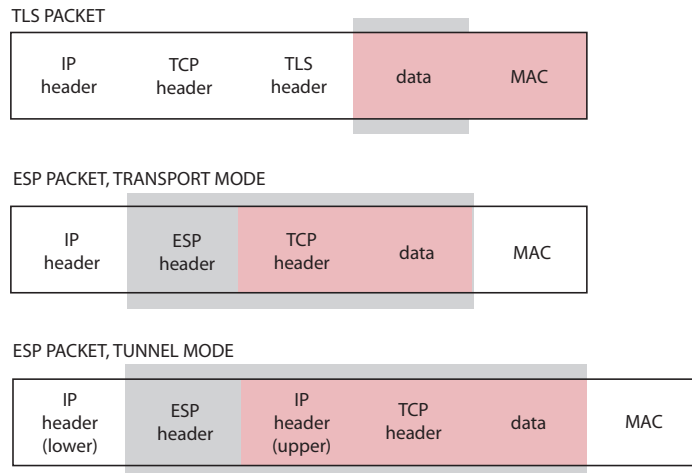 TLS PACKET
IP header
TCP header
TLS header
data
MAC
ESP PACKET, TRANSPORT MODE
IP header
ESP header
TCP header
data
MAC
ESP PACKET, TUNNEL MODE
IP header (lower)
ESP header
IP header (upper)
TCP header
data
MAC